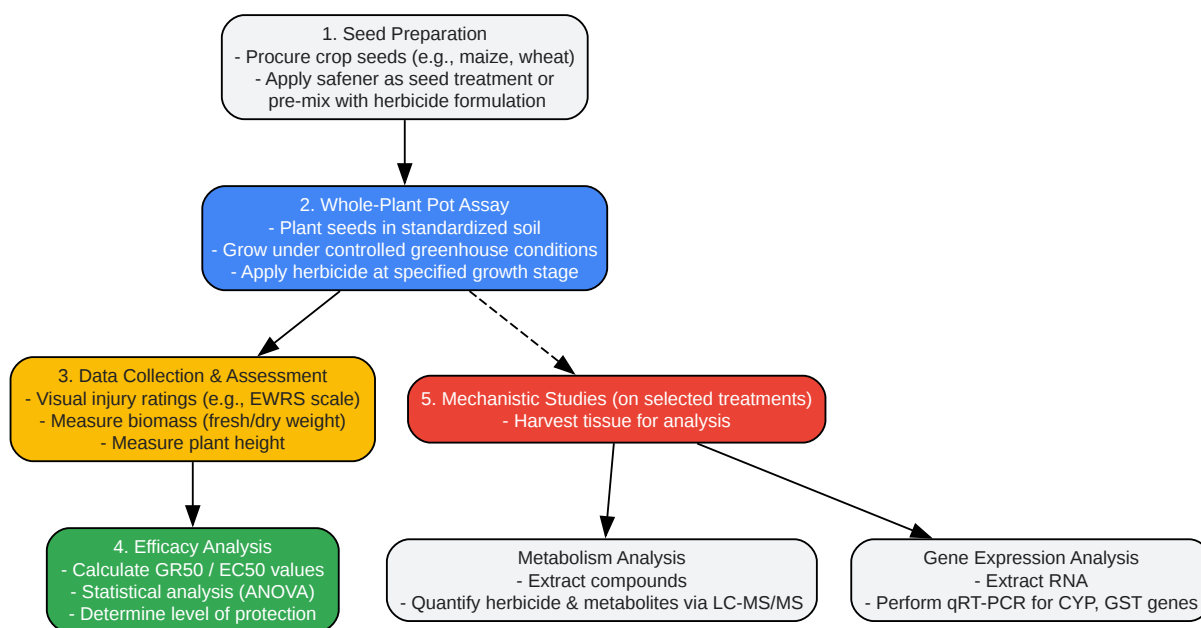 1. Seed Preparation
- Procure crop seeds (e.g., maize, wheat)
- Apply safener as seed treatment or
pre-mix with herbicide formulation
2. Whole-Plant Pot Assay
- Plant seeds in standardized soil
- Grow under controlled greenhouse conditions
- Apply herbicide at specified growth stage
3. Data Collection & Assessment
- Visual injury ratings (e.g., EWRS scale)
- Measure biomass (fresh/dry weight)
- Measure plant height
5. Mechanistic Studies (on selected treatments)
- Harvest tissue for analysis
4. Efficacy Analysis
- Calculate GR50 / EC50 values
- Statistical analysis (ANOVA)
- Determine level of protection
Metabolism Analysis
- Extract compounds
- Quantify herbicide & metabolites via LC-MS/MS
Gene Expression Analysis
- Extract RNA
- Perform qRT-PCR for CYP, GST genes